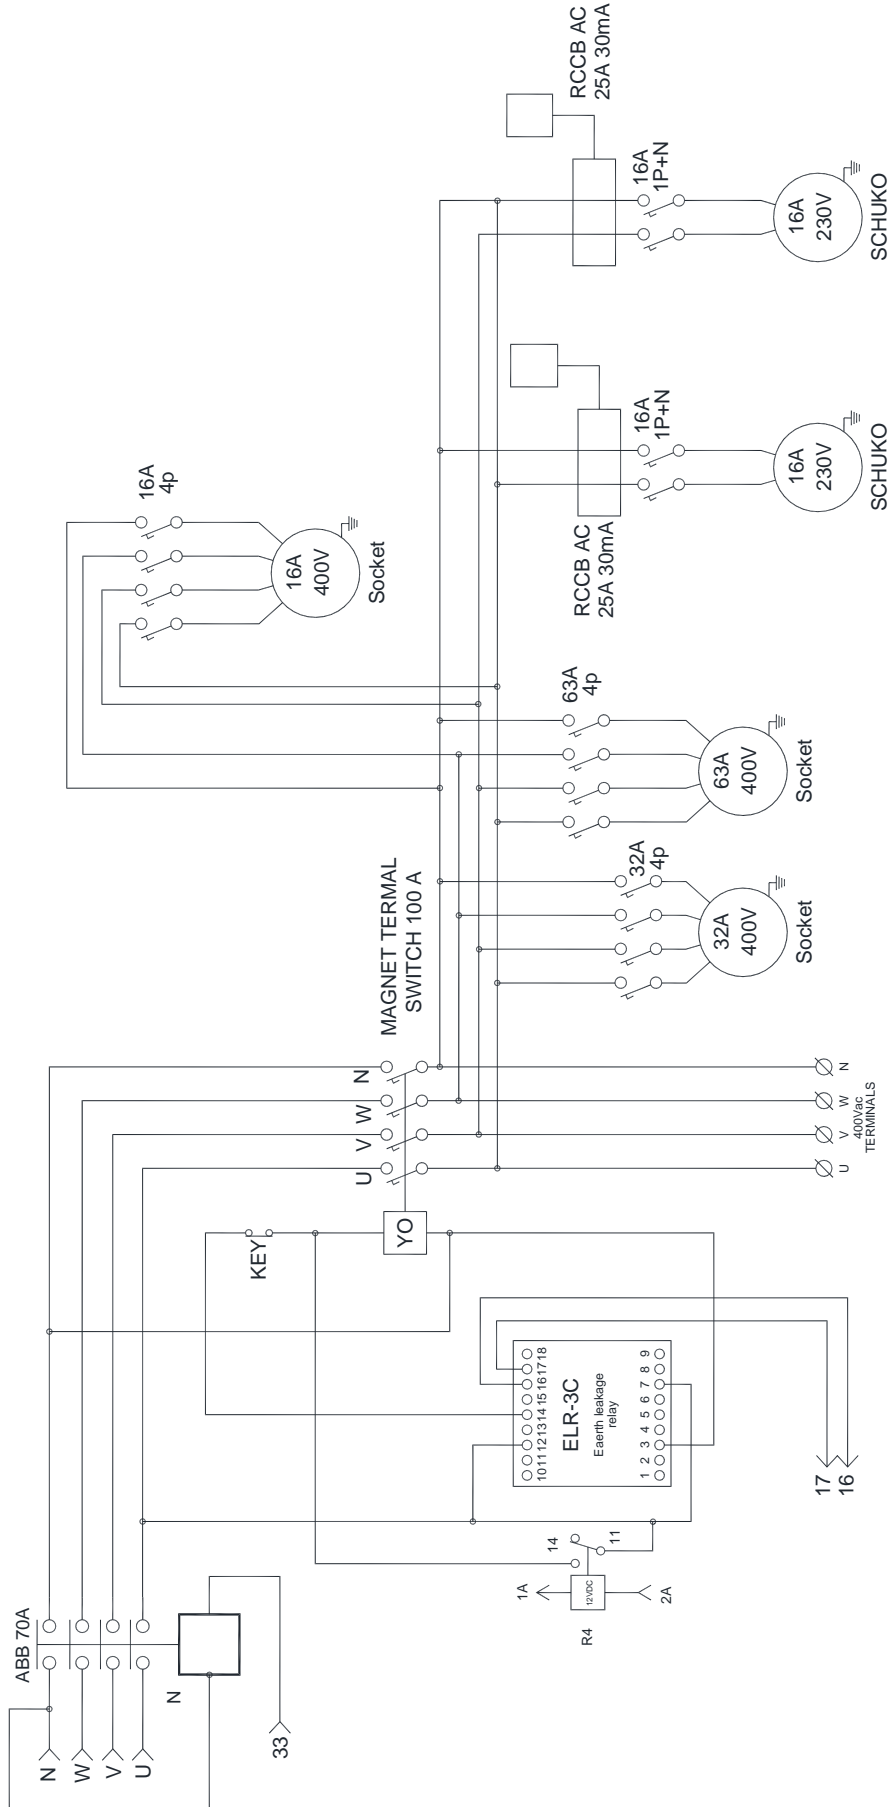 RCCB AC
25A 30mA
16A
1P+N
16A
230V
SCHUKO
16A
1P+N
16A
230V
SCHUKO
RCCB AC
25A 30mA
16A
4p
16A
400V
Socket
63A
4p
63A
400V
Socket
32A
4p
32A
400V
Socket
MAGNET TERMAL
SWITCH 100 A
N
W
V
U
N
W
V
U
400Vac
TERMINALS
YO
KEY
10 11 12 13 14 15 16 17 18
ELR-3C
Eaerth leakage
relay
1 2 3 4 5 6 7 8 9
17
16
14
11
1A
12VDC
2A
R4
ABB 70A
N
N
W
V
U
33